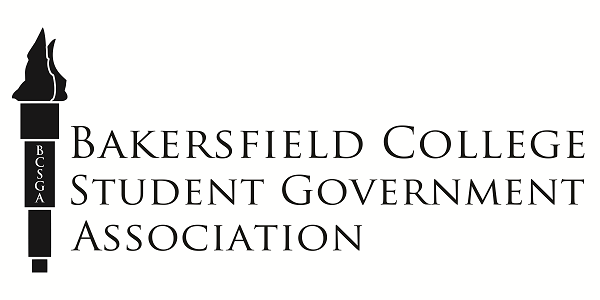 BCSGA
BAKERSFIELD COLLEGE
STUDENT GOVERNMENT
ASSOCIATION